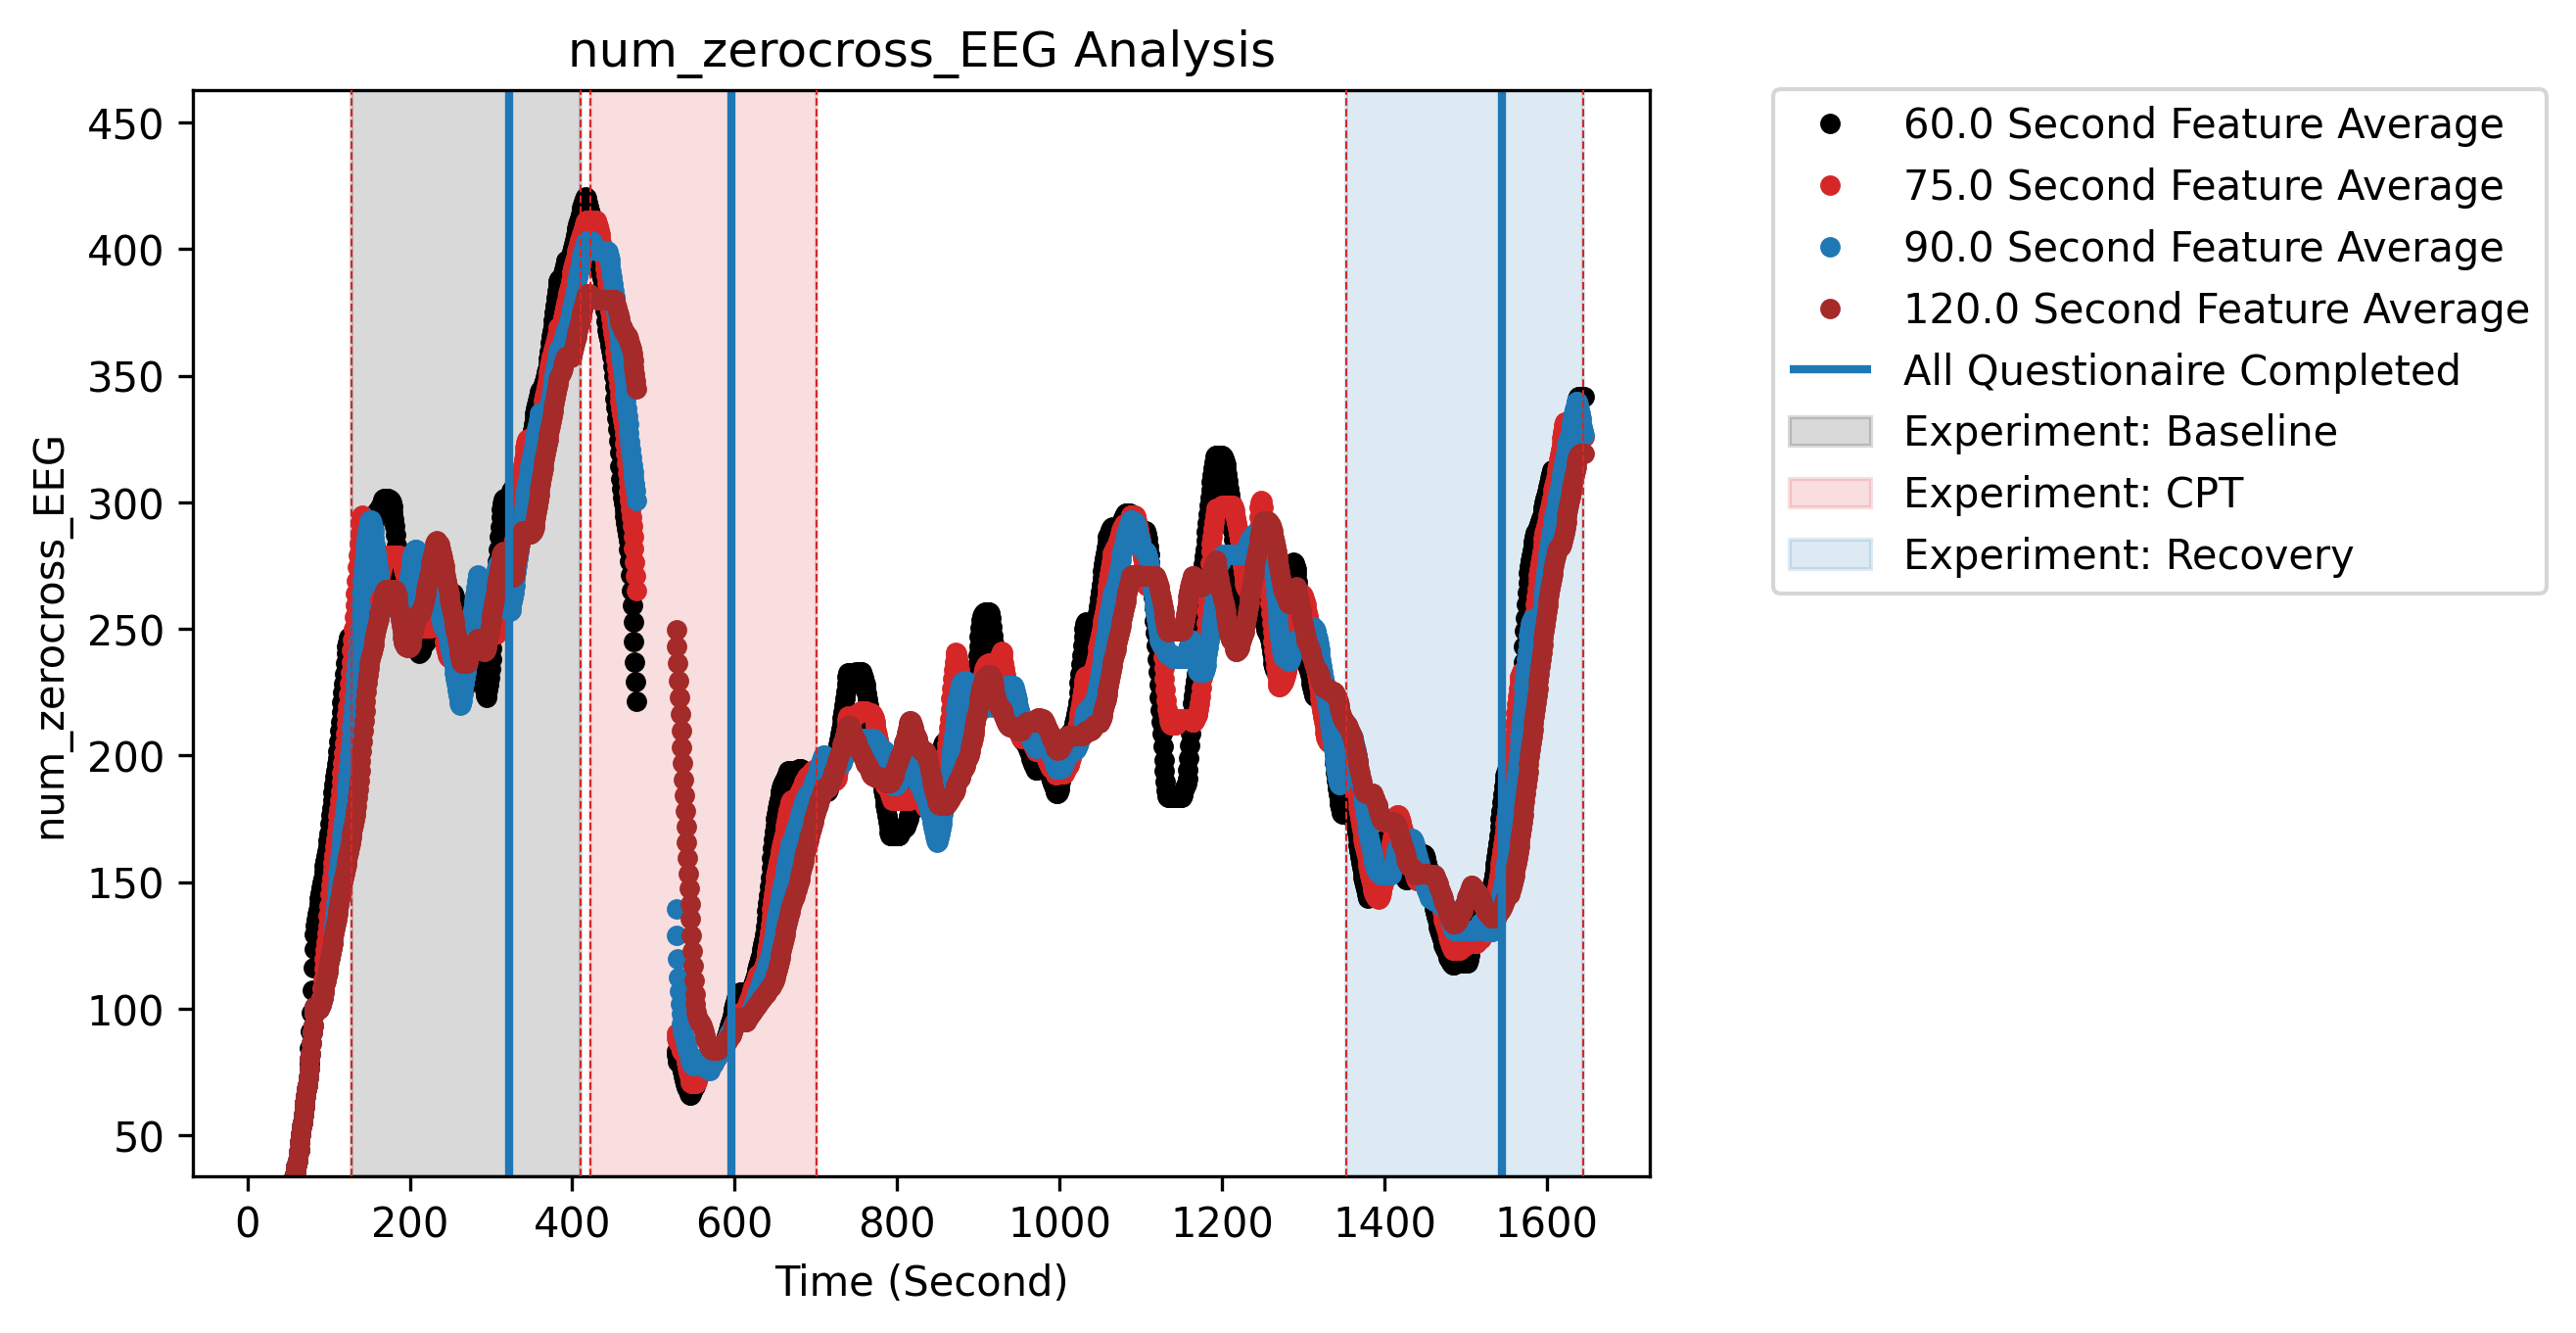 num_zerocross_EEG Analysis
num_zerocross_EEG
450
400
350
300
250
200
150
100
50
0 200 400 600 800 1000 1200 1400 1600
Time (Second)
60.0 Second Feature Average
75.0 Second Feature Average
90.0 Second Feature Average
120.0 Second Feature Average
All Questionaire Completed
Experiment: Baseline
Experiment: CPT
Experiment: Recovery